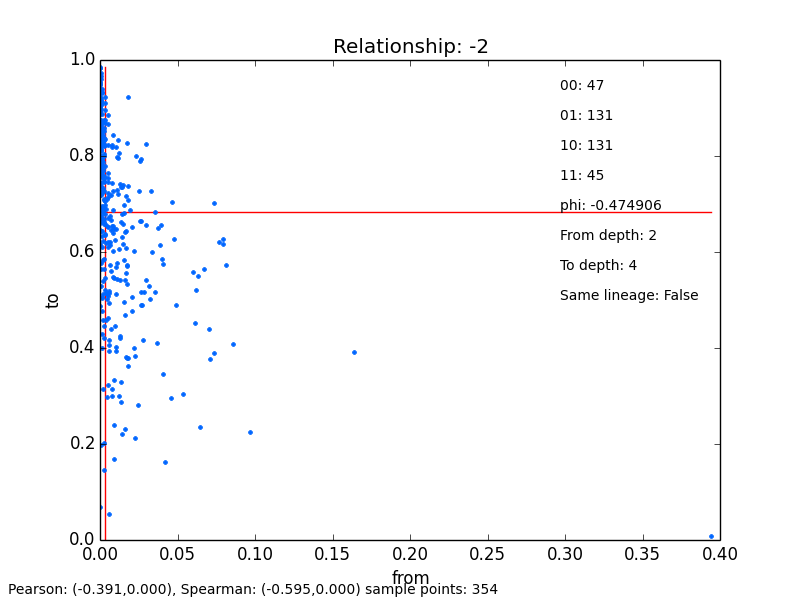 Relationship: -2
1.0
0.8
0.6
0.4
0.2
0.0
to
00: 47
01: 131
10: 131
11: 45
phi: -0.474906
From depth: 2
To depth: 4
Same lineage: False
0.00 0.05 0.10 0.15 0.20 0.25 0.30 0.35 0.40
from
Pearson: (-0.391,0.000), Spearman: (-0.595,0.000) sample points: 354